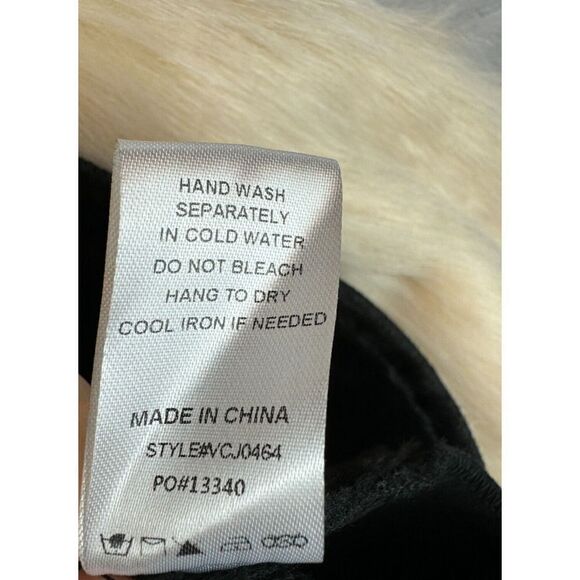 HAND WASH
SEPARATELY
IN COLD WATER
DO NOT BLEACH
HANG TO DRY
COOL IRON IF NEEDED
MADE IN CHINA
STYLE#VCJ0464
PO#13340